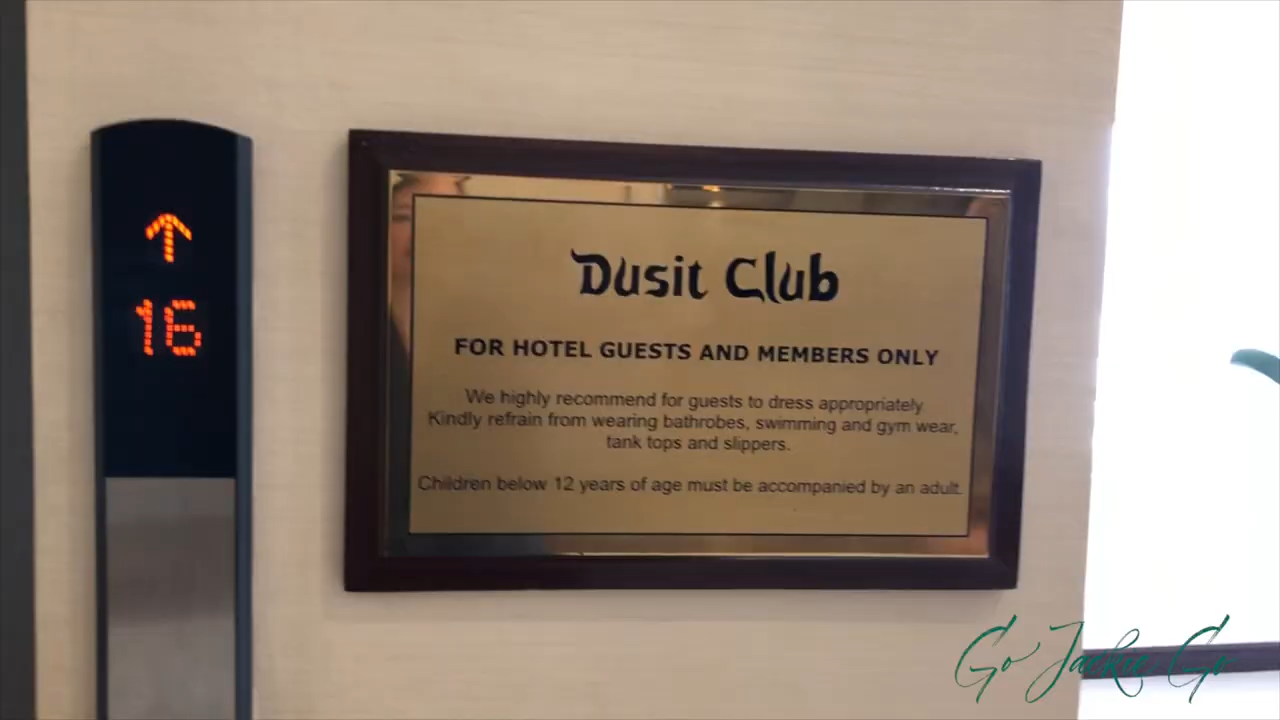 16
Dusit Club
FOR HOTEL GUESTS AND MEMBERS ONLY
We highly recommend for guests to dress appropriately
Kindly refrain from wearing bathrobes, swimming and gym wear,
tank tops and slippers.
Children below 12 years of age must be accompanied by an adult.
Go Jackie Go